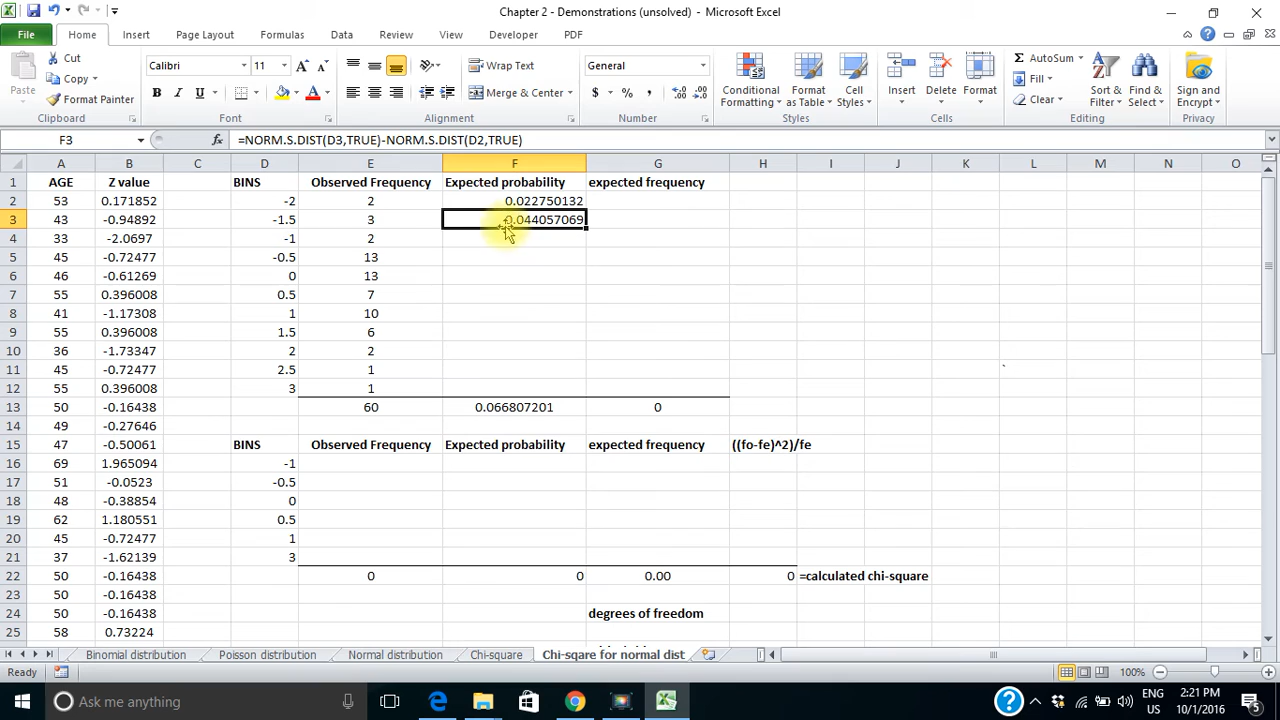 Chapter 2 - Demonstrations (unsolved) - Microsoft Excel
File Home Insert Page Layout Formulas Data Review View Developer PDF
Paste Cut Copy Format Painter Clipboard
Calibri 11 A A B I U A Font
Wrap Text Merge & Center Alignment
General $ % , Number
Conditional Formatting Format as Table Cell Styles Styles
Insert Delete Format Cells
Σ AutoSum Fill Clear Sort & Filter Find & Select Editing
Sign and Encrypt Privacy
F3 fx =NORM.S.DIST(D3,TRUE)-NORM.S.DIST(D2,TRUE)
A B C D E F G H I J K L M N O
1 AGE Z value BINS Observed Frequency Expected probability expected frequency
2 53 0.171852 -2 2 0.022750132
3 43 -0.94892 -1.5 3 0.044057069
4 33 -2.0697 -1 2
5 45 -0.72477 -0.5 13
6 46 -0.61269 0 13
7 55 0.396008 0.5 7
8 41 -1.17308 1 10
9 55 0.396008 1.5 6
10 36 -1.73347 2 2
11 45 -0.72477 2.5 1 `
12 55 0.396008 3 1
13 50 -0.16438 60 0.066807201 0
14 49 -0.27646
15 47 -0.50061 BINS Observed Frequency Expected probability expected frequency ((fo-fe)^2)/fe
16 69 1.965094 -1
17 51 -0.0523 -0.5
18 48 -0.38854 0
19 62 1.180551 0.5
20 45 -0.72477 1
21 37 -1.62139 3
22 50 -0.16438 0 0 0.00 0 =calculated chi-square
23 50 -0.16438
24 50 -0.16438 degrees of freedom
25 58 0.73224
Binomial distribution Poisson distribution Normal distribution Chi-square Chi-sqare for normal dist
Ready 100%
Ask me anything
ENG 2:21 PM
US 10/1/2016 5